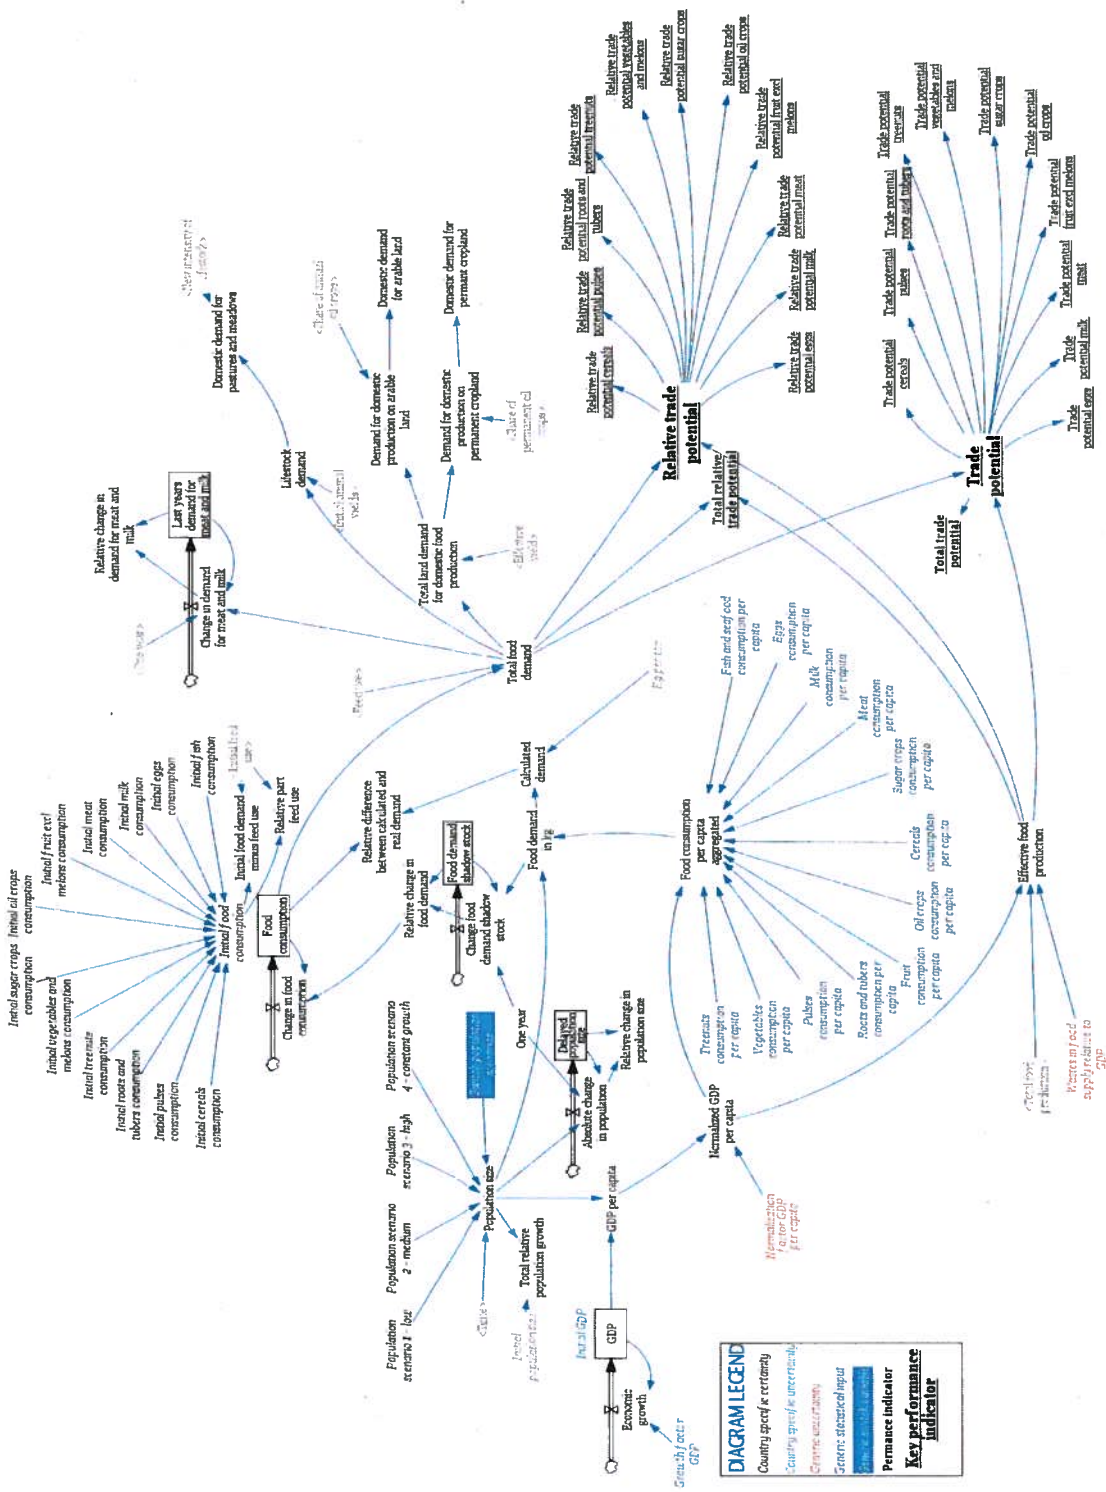 Initial sugar crops
consumption
Initial oil crops
consumption
Initial fruit excl
melons consumption
Initial meat
consumption
Initial milk
consumption
Initial eggs
consumption
Initial fish
consumption
Initial vegetables and
melons consumption
Initial treenuts
consumption
Initial roots and
tubers consumption
Initial pulses
consumption
Initial cereals
consumption
Initial food
consumption
Initial food demand
minus feed use
Relative part
feed use
Food
consumption
Change in food
consumption
Relative difference
between calculated and
real demand
Relative change in
food demand
Food demand
shadow stock
Change food
demand shadow
stock
Food demand in
kg
Calculated
demand
Relative change in
demand for meat and
milk
Last years
demand for
meat and milk
Change in demand
for meat and milk
Total food
demand
Livestock
demand
Domestic demand for
pastures and meadows
Total land demand
for domestic food
production
<Effective
yield>
Demand for domestic
production on arable
land
Domestic demand
for arable land
Demand for domestic
production on
permanent cropland
Domestic demand for
permant cropland
<Share of
permanent oil
crops>
Population
scenario 1 - low
Population scenario
2 - medium
Population
scenario 3 - high
Population scenario
4 - constant growth
<Time>
Population size
Total relative
population growth
One year
Delayed
population
size
Absolute change
in population
Relative change in
population size
Initial GDP
GDP
GDP per capita
Economic
growth
Growth factor
GDP
Normalized GDP
per capita
Normalization
factor GDP
per capita
Food consumption
per capita
aggregated
Fish and seafood
consumption per
capita
Eggs
consumption
per capita
Milk
consumption
per capita
Meat
consumption
per capita
Sugar crops
consumption
per capita
Cereals
consumption
per capita
Oil crops
consumption
per capita
Fruit
consumption
per capita
Roots and tubers
consumption per
capita
Pulses
consumption
per capita
Vegetables
consumption
per capita
Treenuts
consumption
per capita
Effective food
production
<Total food
production>
Wastes in food
supply relative to
GDP
Relative trade
potential
Total relative
trade potential
Relative trade
potential cereals
Relative trade
potential pulses
Relative trade
potential roots and
tubers
Relative trade
potential treenuts
Relative trade
potential vegetables
and melons
Relative trade
potential sugar crops
Relative trade
potential oil crops
Relative trade
potential fruit excl
melons
Relative trade
potential meat
Relative trade
potential milk
Relative trade
potential eggs
Trade
potential
Total trade
potential
Trade potential
cereals
Trade potential
pulses
Trade potential
roots and tubers
Trade potential
treenuts
Trade potential
vegetables and
melons
Trade potential
sugar crops
Trade potential
oil crops
Trade potential
fruit excl melons
Trade potential
meat
Trade
potential milk
Trade
potential eggs
DIAGRAM LEGEND
Country specific certainty
Country specific uncertainty
Generic uncertainty
Generic statistical input
Permance indicator
Key performance
indicator